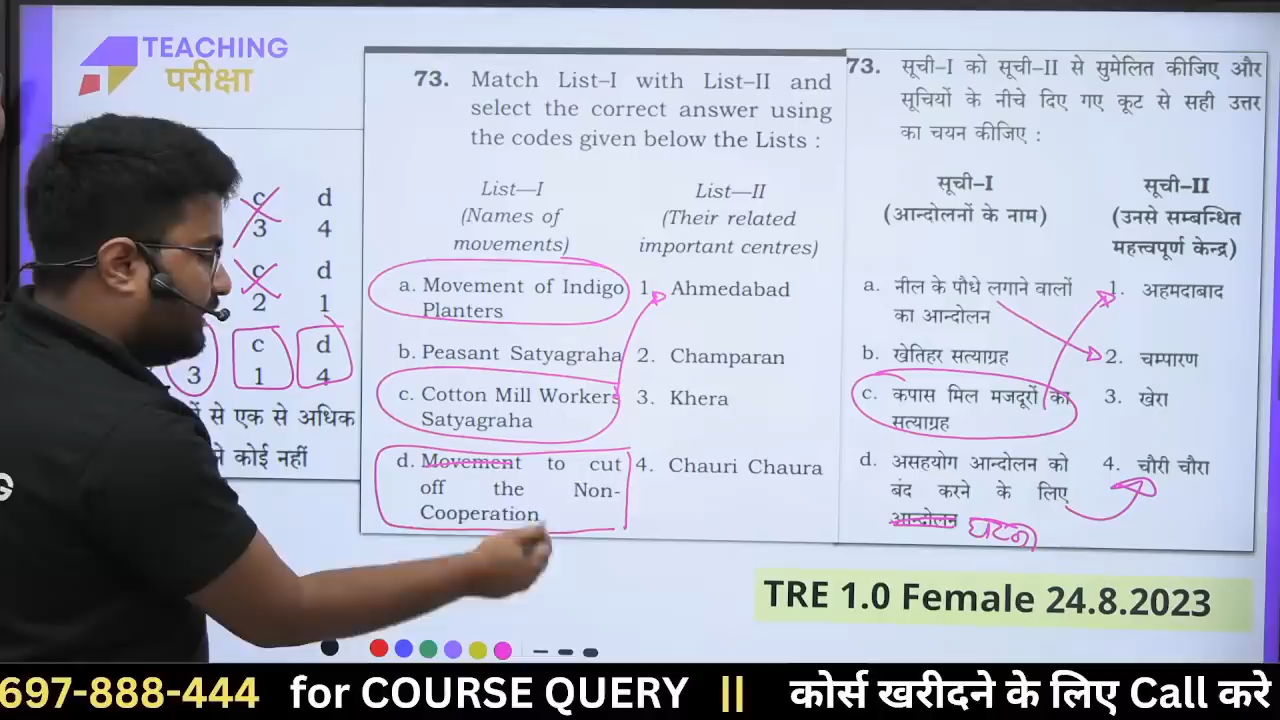 TEACHING
परीक्षा
c d
3 4
c d
2 1
c d
3 1 4
से एक से अधिक
कोई नहीं
G
73. Match List–I with List–II and
select the correct answer using
the codes given below the Lists :
List—I List—II
(Names of (Their related
movements) important centres)
a. Movement of Indigo 1. Ahmedabad
Planters
b. Peasant Satyagraha 2. Champaran
c. Cotton Mill Workers 3. Khera
Satyagraha
d. Movement to cut 4. Chauri Chaura
off the Non-
Cooperation
73. सूची–I को सूची–II से सुमेलित कीजिए और
सूचियों के नीचे दिए गए कूट से सही उत्तर
का चयन कीजिए :
सूची-I सूची-II
(आन्दोलनों के नाम) (उनसे सम्बन्धित
महत्त्वपूर्ण केन्द्र)
a. नील के पौधे लगाने वालों 1. अहमदाबाद
का आन्दोलन
b. खेतिहर सत्याग्रह 2. चम्पारण
c. कपास मिल मजदूरों का 3. खेरा
सत्याग्रह
d. असहयोग आन्दोलन को 4. चौरी चौरा
बंद करने के लिए
आन्दोलन घटना
TRE 1.0 Female 24.8.2023
697-888-444 for COURSE QUERY || कोर्स खरीदने के लिए Call करे